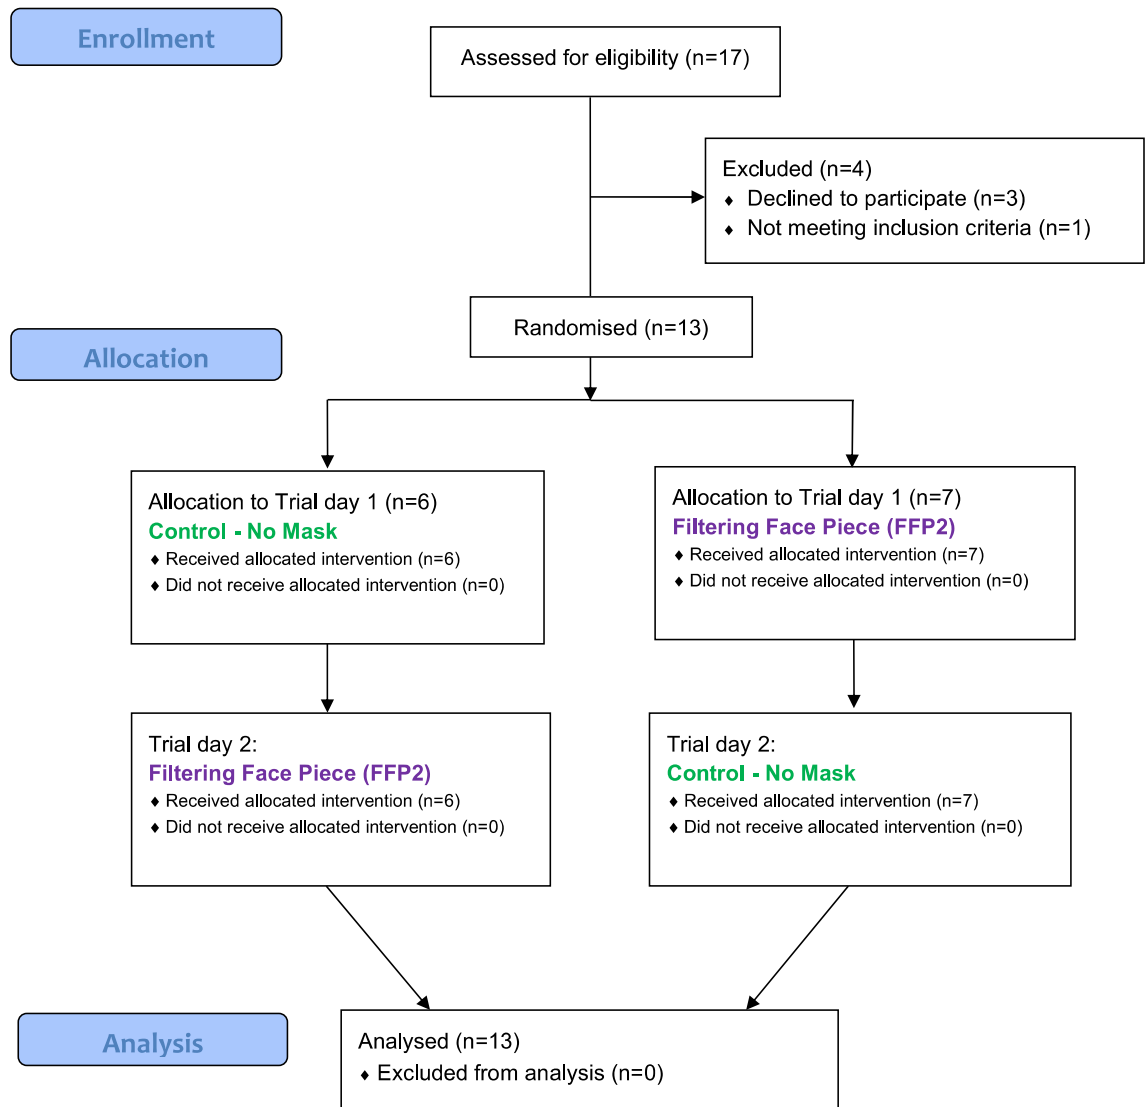 Enrollment
Assessed for eligibility (n=17)
Excluded (n=4)
♦ Declined to participate (n=3)
♦ Not meeting inclusion criteria (n=1)
Randomised (n=13)
Allocation
Allocation to Trial day 1 (n=6)
Control - No Mask
♦ Received allocated intervention (n=6)
♦ Did not receive allocated intervention (n=0)
Allocation to Trial day 1 (n=7)
Filtering Face Piece (FFP2)
♦ Received allocated intervention (n=7)
♦ Did not receive allocated intervention (n=0)
Trial day 2:
Filtering Face Piece (FFP2)
♦ Received allocated intervention (n=6)
♦ Did not receive allocated intervention (n=0)
Trial day 2:
Control - No Mask
♦ Received allocated intervention (n=7)
♦ Did not receive allocated intervention (n=0)
Analysis
Analysed (n=13)
♦ Excluded from analysis (n=0)